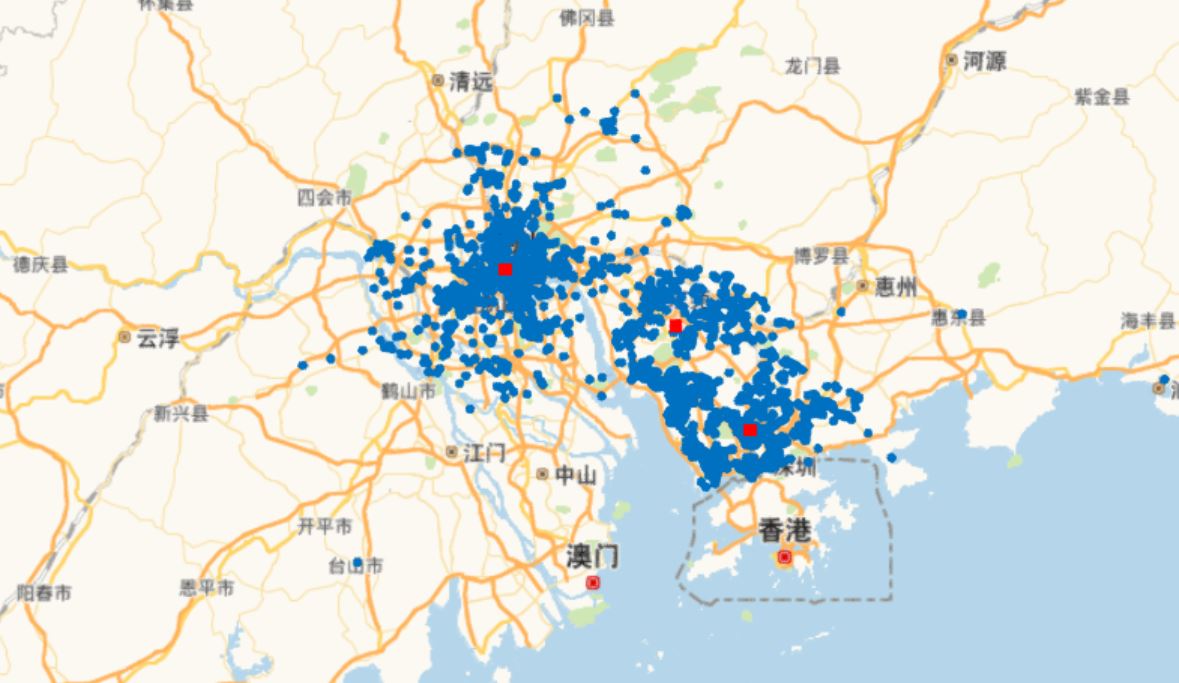 怀集县
佛冈县
清远
龙门县
河源
紫金县
四会市
德庆县
博罗县
惠州
云浮
惠东县
海丰县
鹤山市
新兴县
江门
中山
深圳
开平市
香港
澳门
台山市
恩平市
阳春市